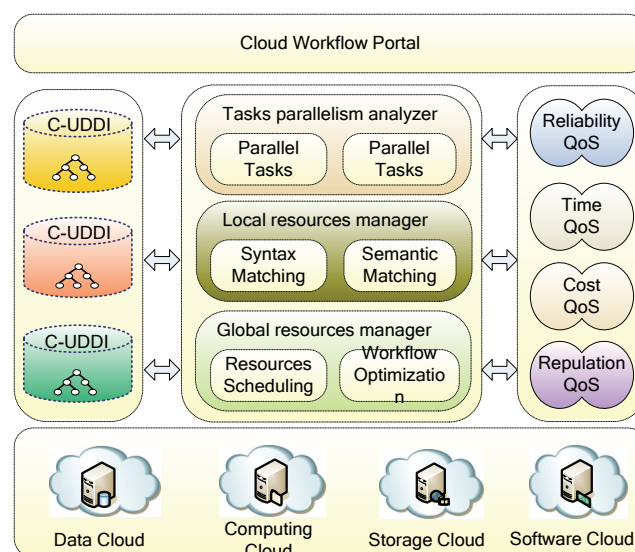 Cloud Workflow Portal
C-UDDI
Tasks parallelism analyzer
Parallel
Tasks
Parallel
Tasks
Reliability
QoS
C-UDDI
Local resources manager
Syntax
Matching
Semantic
Matching
Time
QoS
Cost
QoS
C-UDDI
Global resources manager
Resources
Scheduling
Workflow
Optimizatio
n
Reputation
QoS
Data Cloud
Computing
Cloud
Storage Cloud
Software Cloud